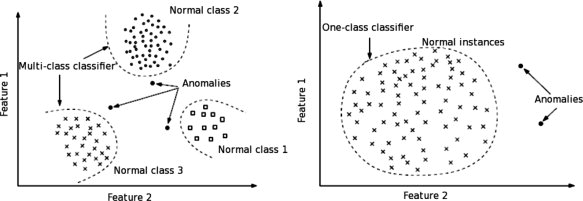 Normal class 2
Multi-class classifier
Anomalies
Normal class 1
Normal class 3
Feature 1
Feature 2
One-class classifier
Normal instances
Anomalies
Feature 1
Feature 2